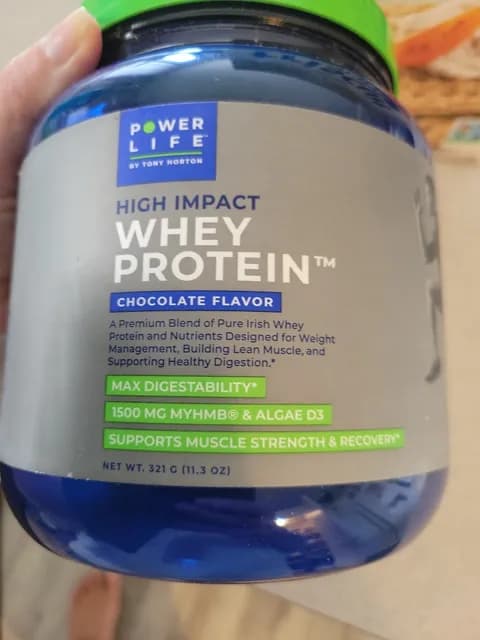 POWER
LIFE™
BY TONY HORTON
HIGH IMPACT
WHEY
PROTEIN™
CHOCOLATE FLAVOR
A Premium Blend of Pure Irish Whey
Protein and Nutrients Designed for Weight
Management, Building Lean Muscle, and
Supporting Healthy Digestion.*
MAX DIGESTABILITY*
1500 MG MYHMB® & ALGAE D3
SUPPORTS MUSCLE STRENGTH & RECOVERY*
NET WT. 321 G (11.3 OZ)